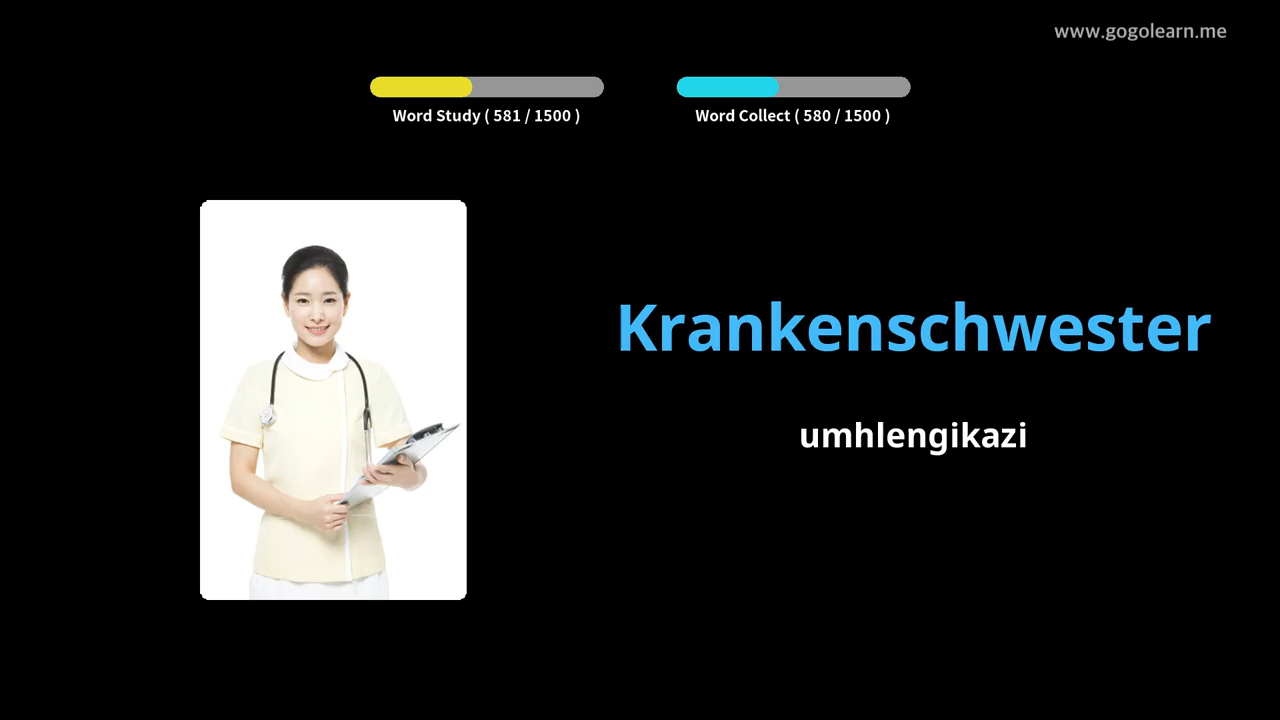 www.gogolearn.me
Word Study ( 581 / 1500 )
Word Collect ( 580 / 1500 )
Krankenschwester
umhlengikazi